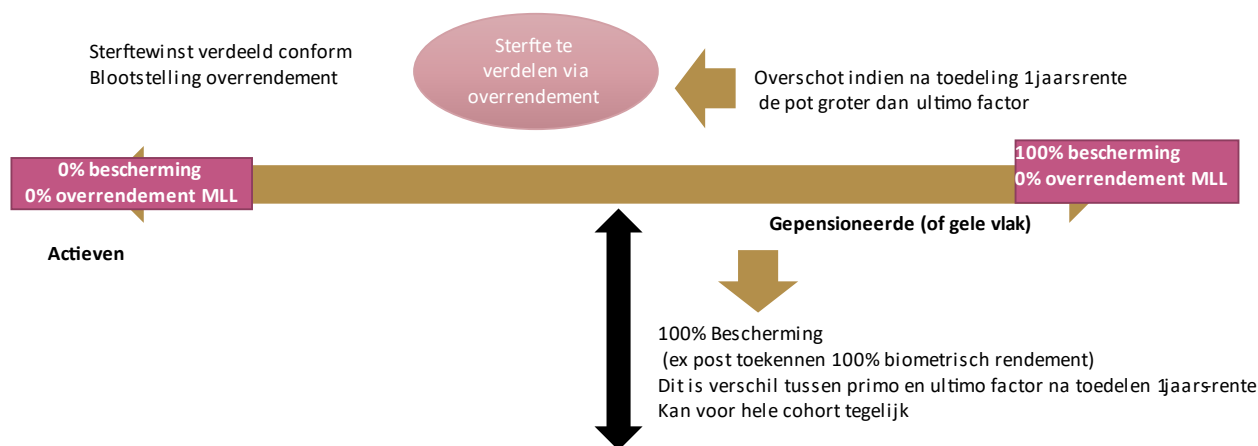 Sterftewinst verdeeld conform
Blootstelling overrendement
Sterfte te
verdelen via
overrendement
Overschot indien na toedeling 1jaarsrente
de pot groter dan ultimo factor
0% bescherming
0% overrendement MLL
100% bescherming
0% overrendement MLL
Actieven
Gepensioneerde (of gele vlak)
100% Bescherming
(ex post toekennen 100% biometrisch rendement)
Dit is verschil tussen primo en ultimo factor na toedelen 1jaars-rente
Kan voor hele cohort tegelijk